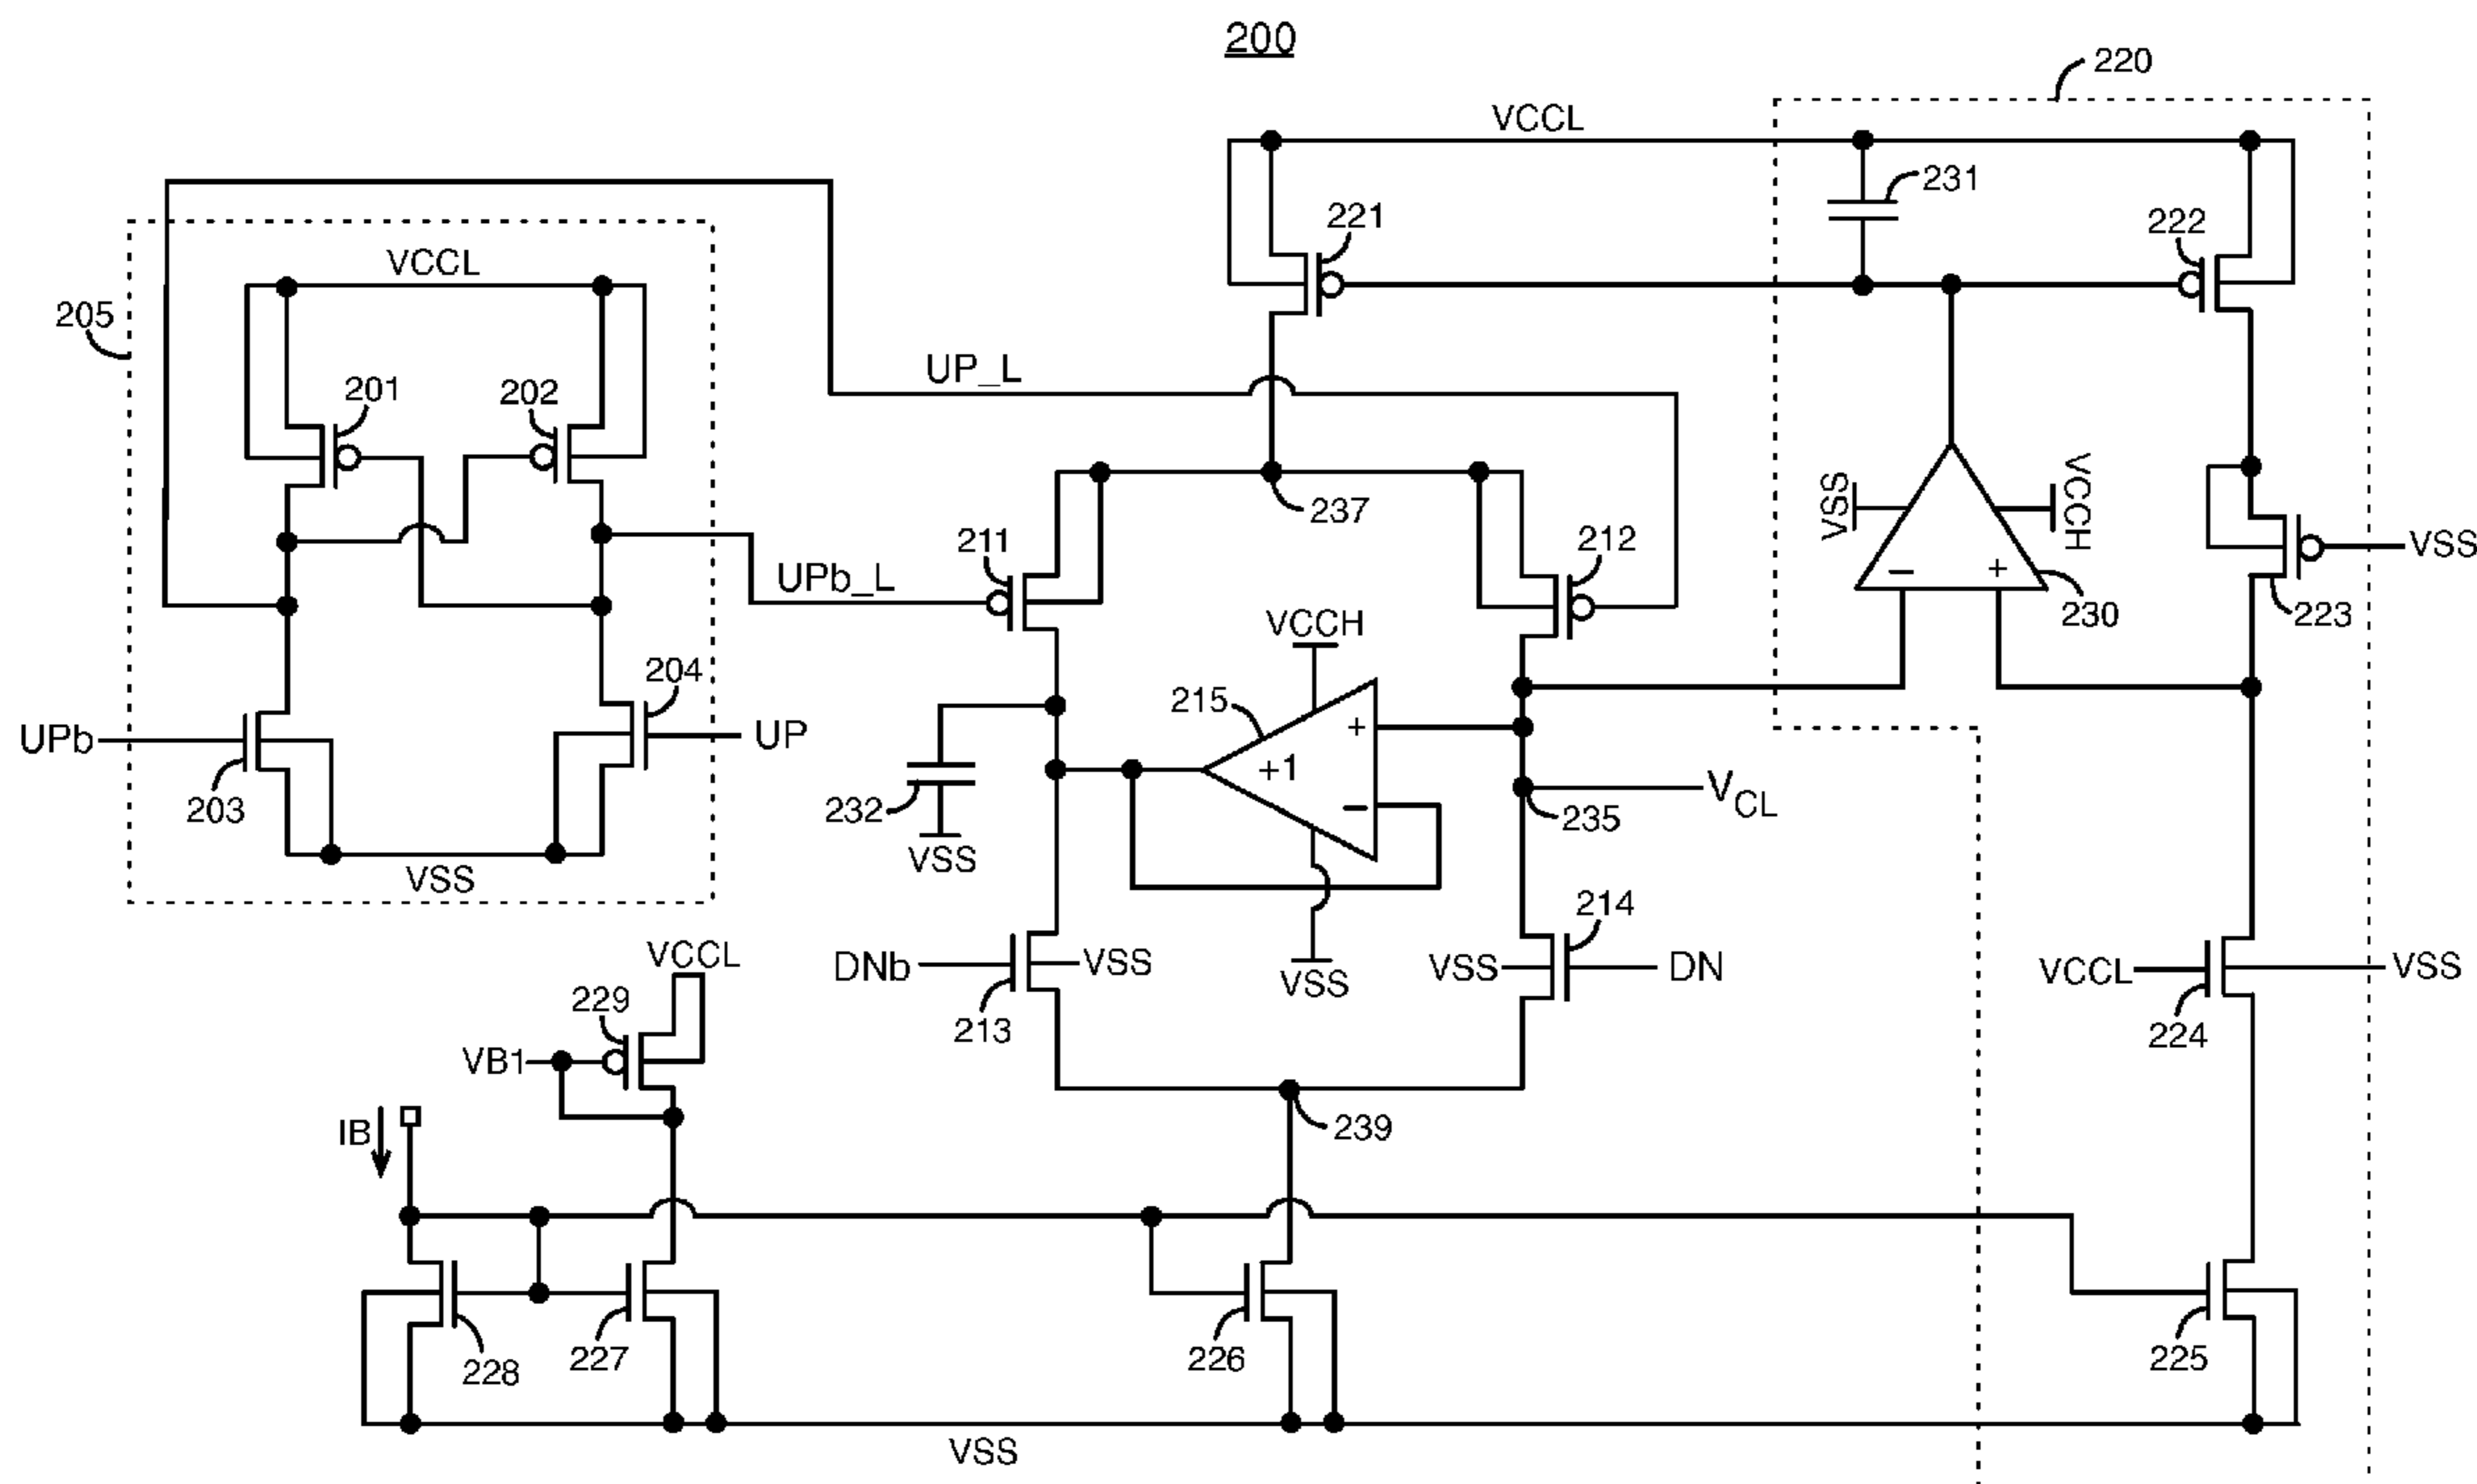 200
220
VCCL
231
221
222
VCCL
205
UP_L
201
202
VSS
VCCH
237
211
212
VSS
UPb_L
- +
230
223
VCCH
204
215
+
UPb
UP
+1
203
232
-
VCL
235
VSS
VSS
214
VCCL
DNb
VSS
VSS
DN
VCCL
VSS
VSS
229
213
224
VB1
IB
239
228
227
226
225
VSS